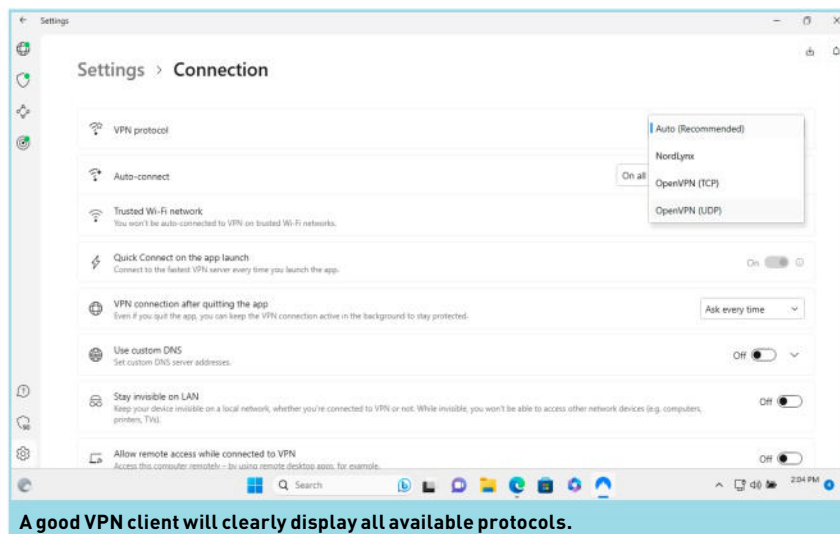 Settings
Settings > Connection
VPN protocol
Auto (Recommended)
NordLynx
OpenVPN (TCP)
OpenVPN (UDP)
Auto-connect
On all
Trusted Wi-Fi network
You won't be auto-connected to VPN on trusted Wi-Fi networks.
Quick Connect on the app launch
Connect to the fastest VPN server every time you launch the app.
On
VPN connection after quitting the app
Even if you quit the app, you can keep the VPN connection active in the background to stay protected.
Ask every time
Use custom DNS
Set custom DNS server addresses.
Off
Stay invisible on LAN
Keep your device invisible on a local network, whether you're connected to VPN or not. While invisible, you won't be able to access other network devices (e.g. computers,
printers, TVs).
Off
Allow remote access while connected to VPN
Access this computer remotely – by using remote desktop apps, for example.
Off
Search
2:04 PM
A good VPN client will clearly display all available protocols.